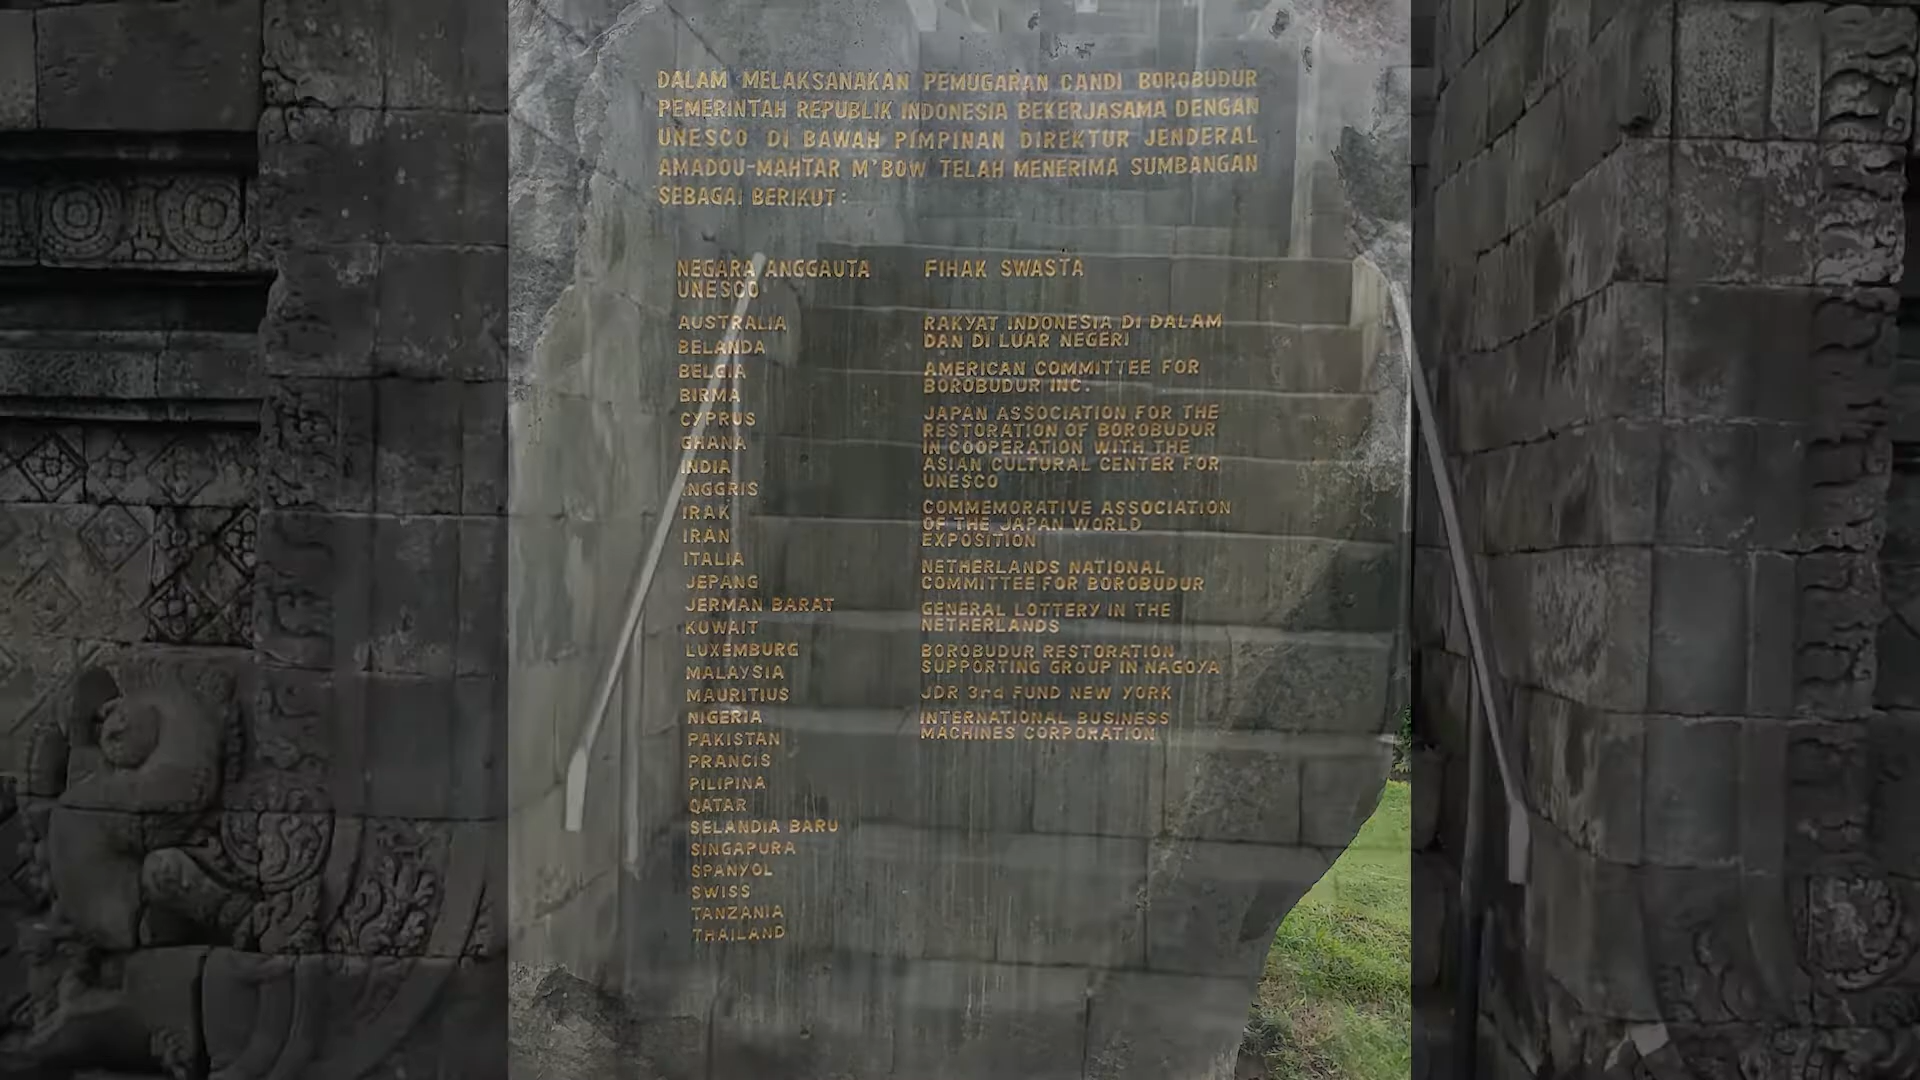 DALAM MELAKSANAKAN PEMUGARAN CANDI BOROBUDUR
PEMERINTAH REPUBLIK INDONESIA BEKERJASAMA DENGAN
UNESCO DI BAWAH PIMPINAN DIREKTUR JENDERAL
AMADOU-MAHTAR M'BOW TELAH MENERIMA SUMBANGAN
SEBAGAI BERIKUT:
NEGARA ANGGAUTA
UNESCO
AUSTRALIA
BELANDA
BELGIA
BIRMA
CYPRUS
GHANA
INDIA
INGGRIS
IRAK
IRAN
ITALIA
JEPANG
JERMAN BARAT
KUWAIT
LUXEMBURG
MALAYSIA
MAURITIUS
NIGERIA
PAKISTAN
PRANCIS
PILIPINA
QATAR
SELANDIA BARU
SINGAPURA
SPANYOL
SWISS
TANZANIA
THAILAND
FIHAK SWASTA
RAKYAT INDONESIA DI DALAM
DAN DI LUAR NEGERI
AMERICAN COMMITTEE FOR
BOROBUDUR INC.
JAPAN ASSOCIATION FOR THE
RESTORATION OF BOROBUDUR
IN COOPERATION WITH THE
ASIAN CULTURAL CENTER FOR
UNESCO
COMMEMORATIVE ASSOCIATION
OF THE JAPAN WORLD
EXPOSITION
NETHERLANDS NATIONAL
COMMITTEE FOR BOROBUDUR
GENERAL LOTTERY IN THE
NETHERLANDS
BOROBUDUR RESTORATION
SUPPORTING GROUP IN NAGOYA
JDR 3rd FUND NEW YORK
INTERNATIONAL BUSINESS
MACHINES CORPORATION